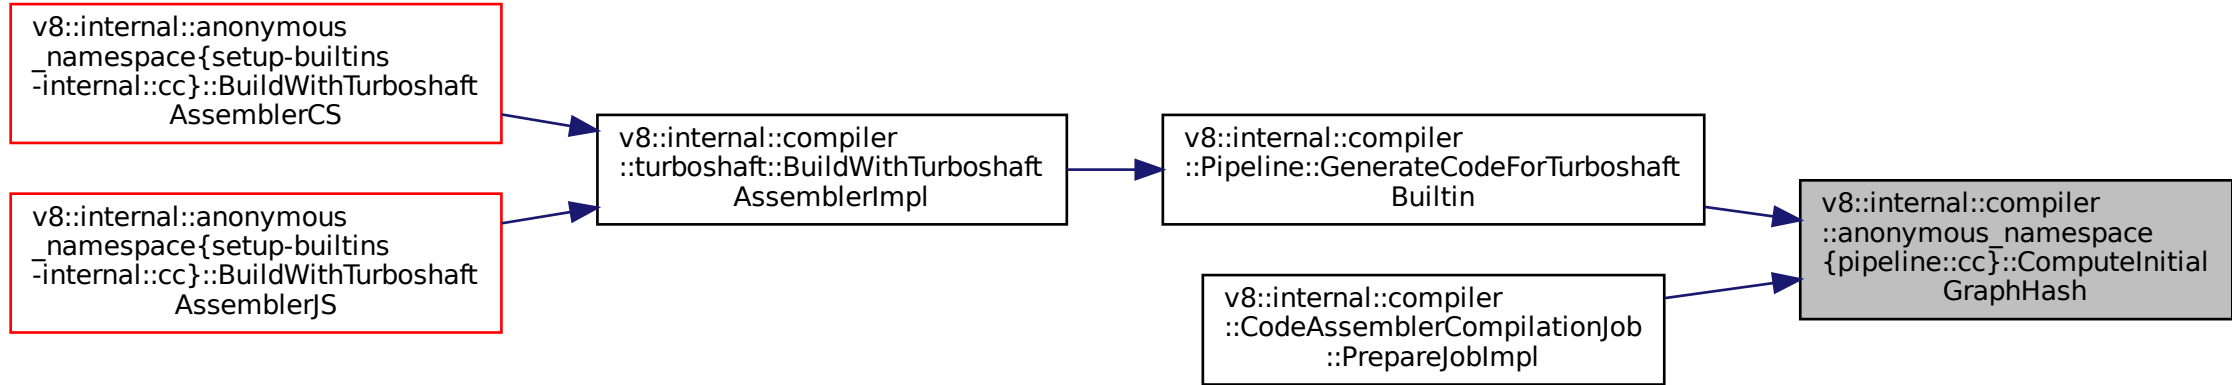 v8::internal::anonymous
_namespace{setup-builtins
-internal::cc}::BuildWithTurboshaft
AssemblerCS
v8::internal::anonymous
_namespace{setup-builtins
-internal::cc}::BuildWithTurboshaft
AssemblerJS
v8::internal::compiler
::turboshaft::BuildWithTurboshaft
AssemblerImpl
v8::internal::compiler
::Pipeline::GenerateCodeForTurboshaft
Builtin
v8::internal::compiler
::CodeAssemblerCompilationJob
::PrepareJobImpl
v8::internal::compiler
::anonymous_namespace
{pipeline::cc}::ComputeInitial
GraphHash